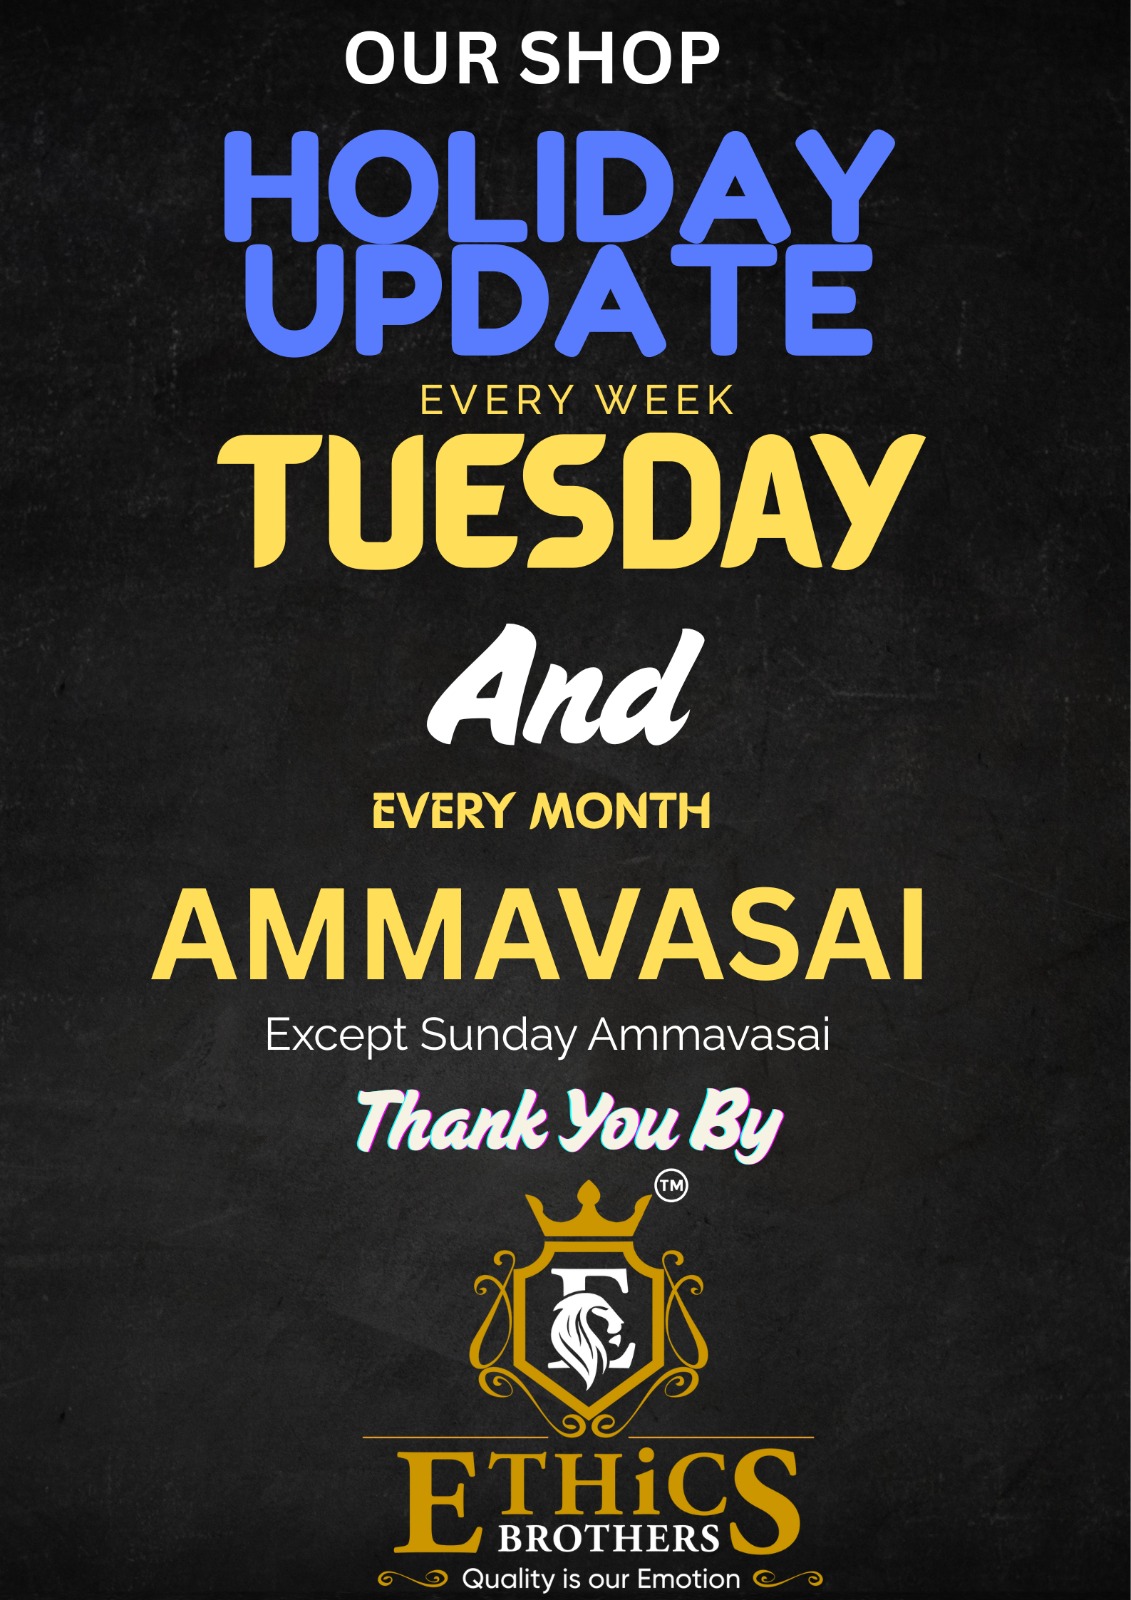 OUR SHOP
HOLIDAY
UPDATE
EVERY WEEK
TUESDAY
And
EVERY MONTH
AMMAVASAI
Except Sunday Ammavasai
Thank You By
TM
E
ETHiCS
BROTHERS
Quality is our Emotion